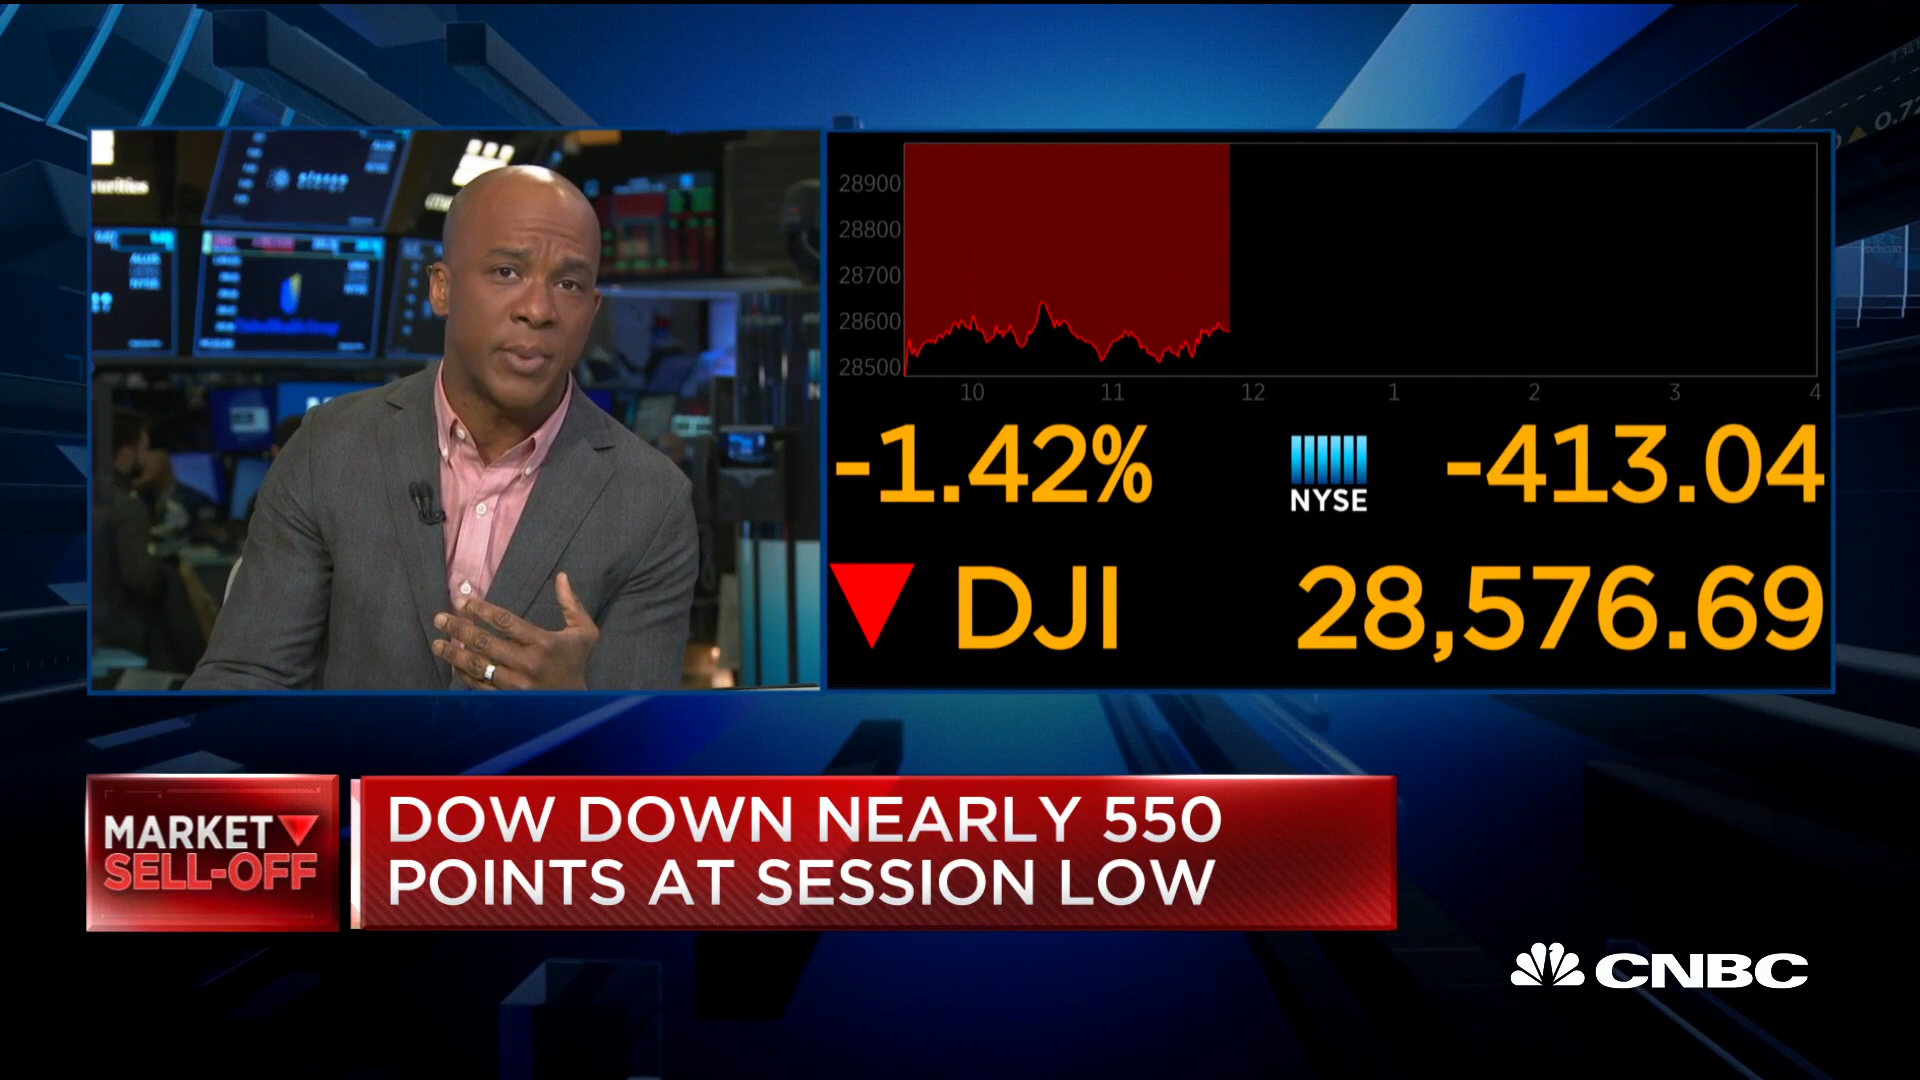 28900
28800
28700
28600
28500
10 11 12 1 2 3 4
-1.42% NYSE -413.04
DJI 28,576.69
MARKET
SELL-OFF
DOW DOWN NEARLY 550
POINTS AT SESSION LOW
CNBC